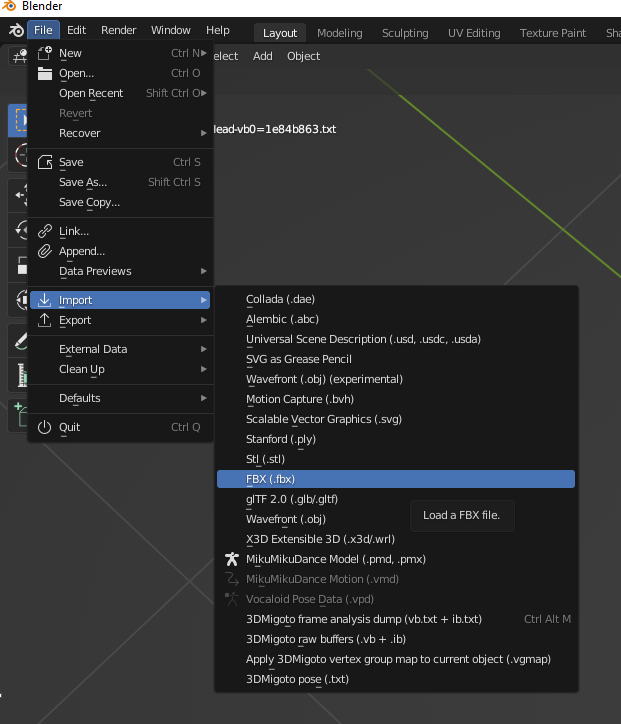 Blender
File Edit Render Window Help Layout Modeling Sculpting UV Editing Texture Paint Sha
elect Add Object
New Ctrl N
Open... Ctrl O
Open Recent Shift Ctrl O
Revert
Recover
lead-vb0=1e84b863.txt
Save Ctrl S
Save As... Shift Ctrl S
Save Copy...
Link...
Append...
Data Previews
Import
Export
External Data
Clean Up
Defaults
Quit Ctrl Q
Collada (.dae)
Alembic (.abc)
Universal Scene Description (.usd, .usdc, .usda)
SVG as Grease Pencil
Wavefront (.obj) (experimental)
Motion Capture (.bvh)
Scalable Vector Graphics (.svg)
Stanford (.ply)
Stl (.stl)
FBX (.fbx)
glTF 2.0 (.glb/.gltf)
Wavefront (.obj)
Load a FBX file.
X3D Extensible 3D (.x3d/.wrl)
MikuMikuDance Model (.pmd, .pmx)
MikuMikuDance Motion (.vmd)
Vocaloid Pose Data (.vpd)
3DMigoto frame analysis dump (vb.txt + ib.txt) Ctrl Alt M
3DMigoto raw buffers (.vb + .ib)
Apply 3DMigoto vertex group map to current object (.vgmap)
3DMigoto pose (.txt)